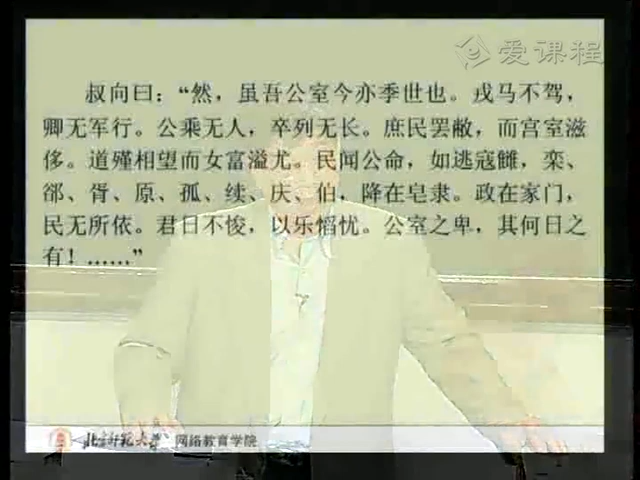 爱课程
叔向曰：“然，虽吾公室今亦季世也。戎马不驾，
卿无军行。公乘无人，卒列无长。庶民罢敝，而宫室滋
侈。道殣相望而女富溢尤。民闻公命，如逃寇雠，栾、
郤、胥、原、孤、续、庆、伯，降在皂隶。政在家门，
民无所依。君日不悛，以乐慆忧。公室之卑，其何日之
有！……”
北京师范大学 网络教育学院